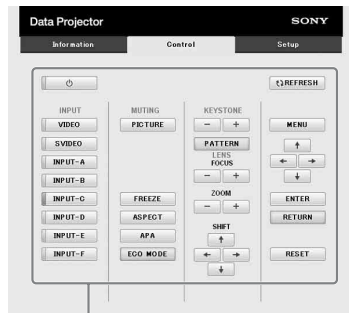 Data Projector
SONY
Information
Control
Setup
REFRESH
INPUT
MUTING
KEYSTONE
VIDEO
PICTURE
− +
MENU
SVIDEO
PATTERN
LENS
INPUT-A
FOCUS
INPUT-B
− +
INPUT-C
FREEZE
ZOOM
ENTER
INPUT-D
ASPECT
− +
RETURN
INPUT-E
APA
SHIFT
INPUT-F
ECO MODE
RESET